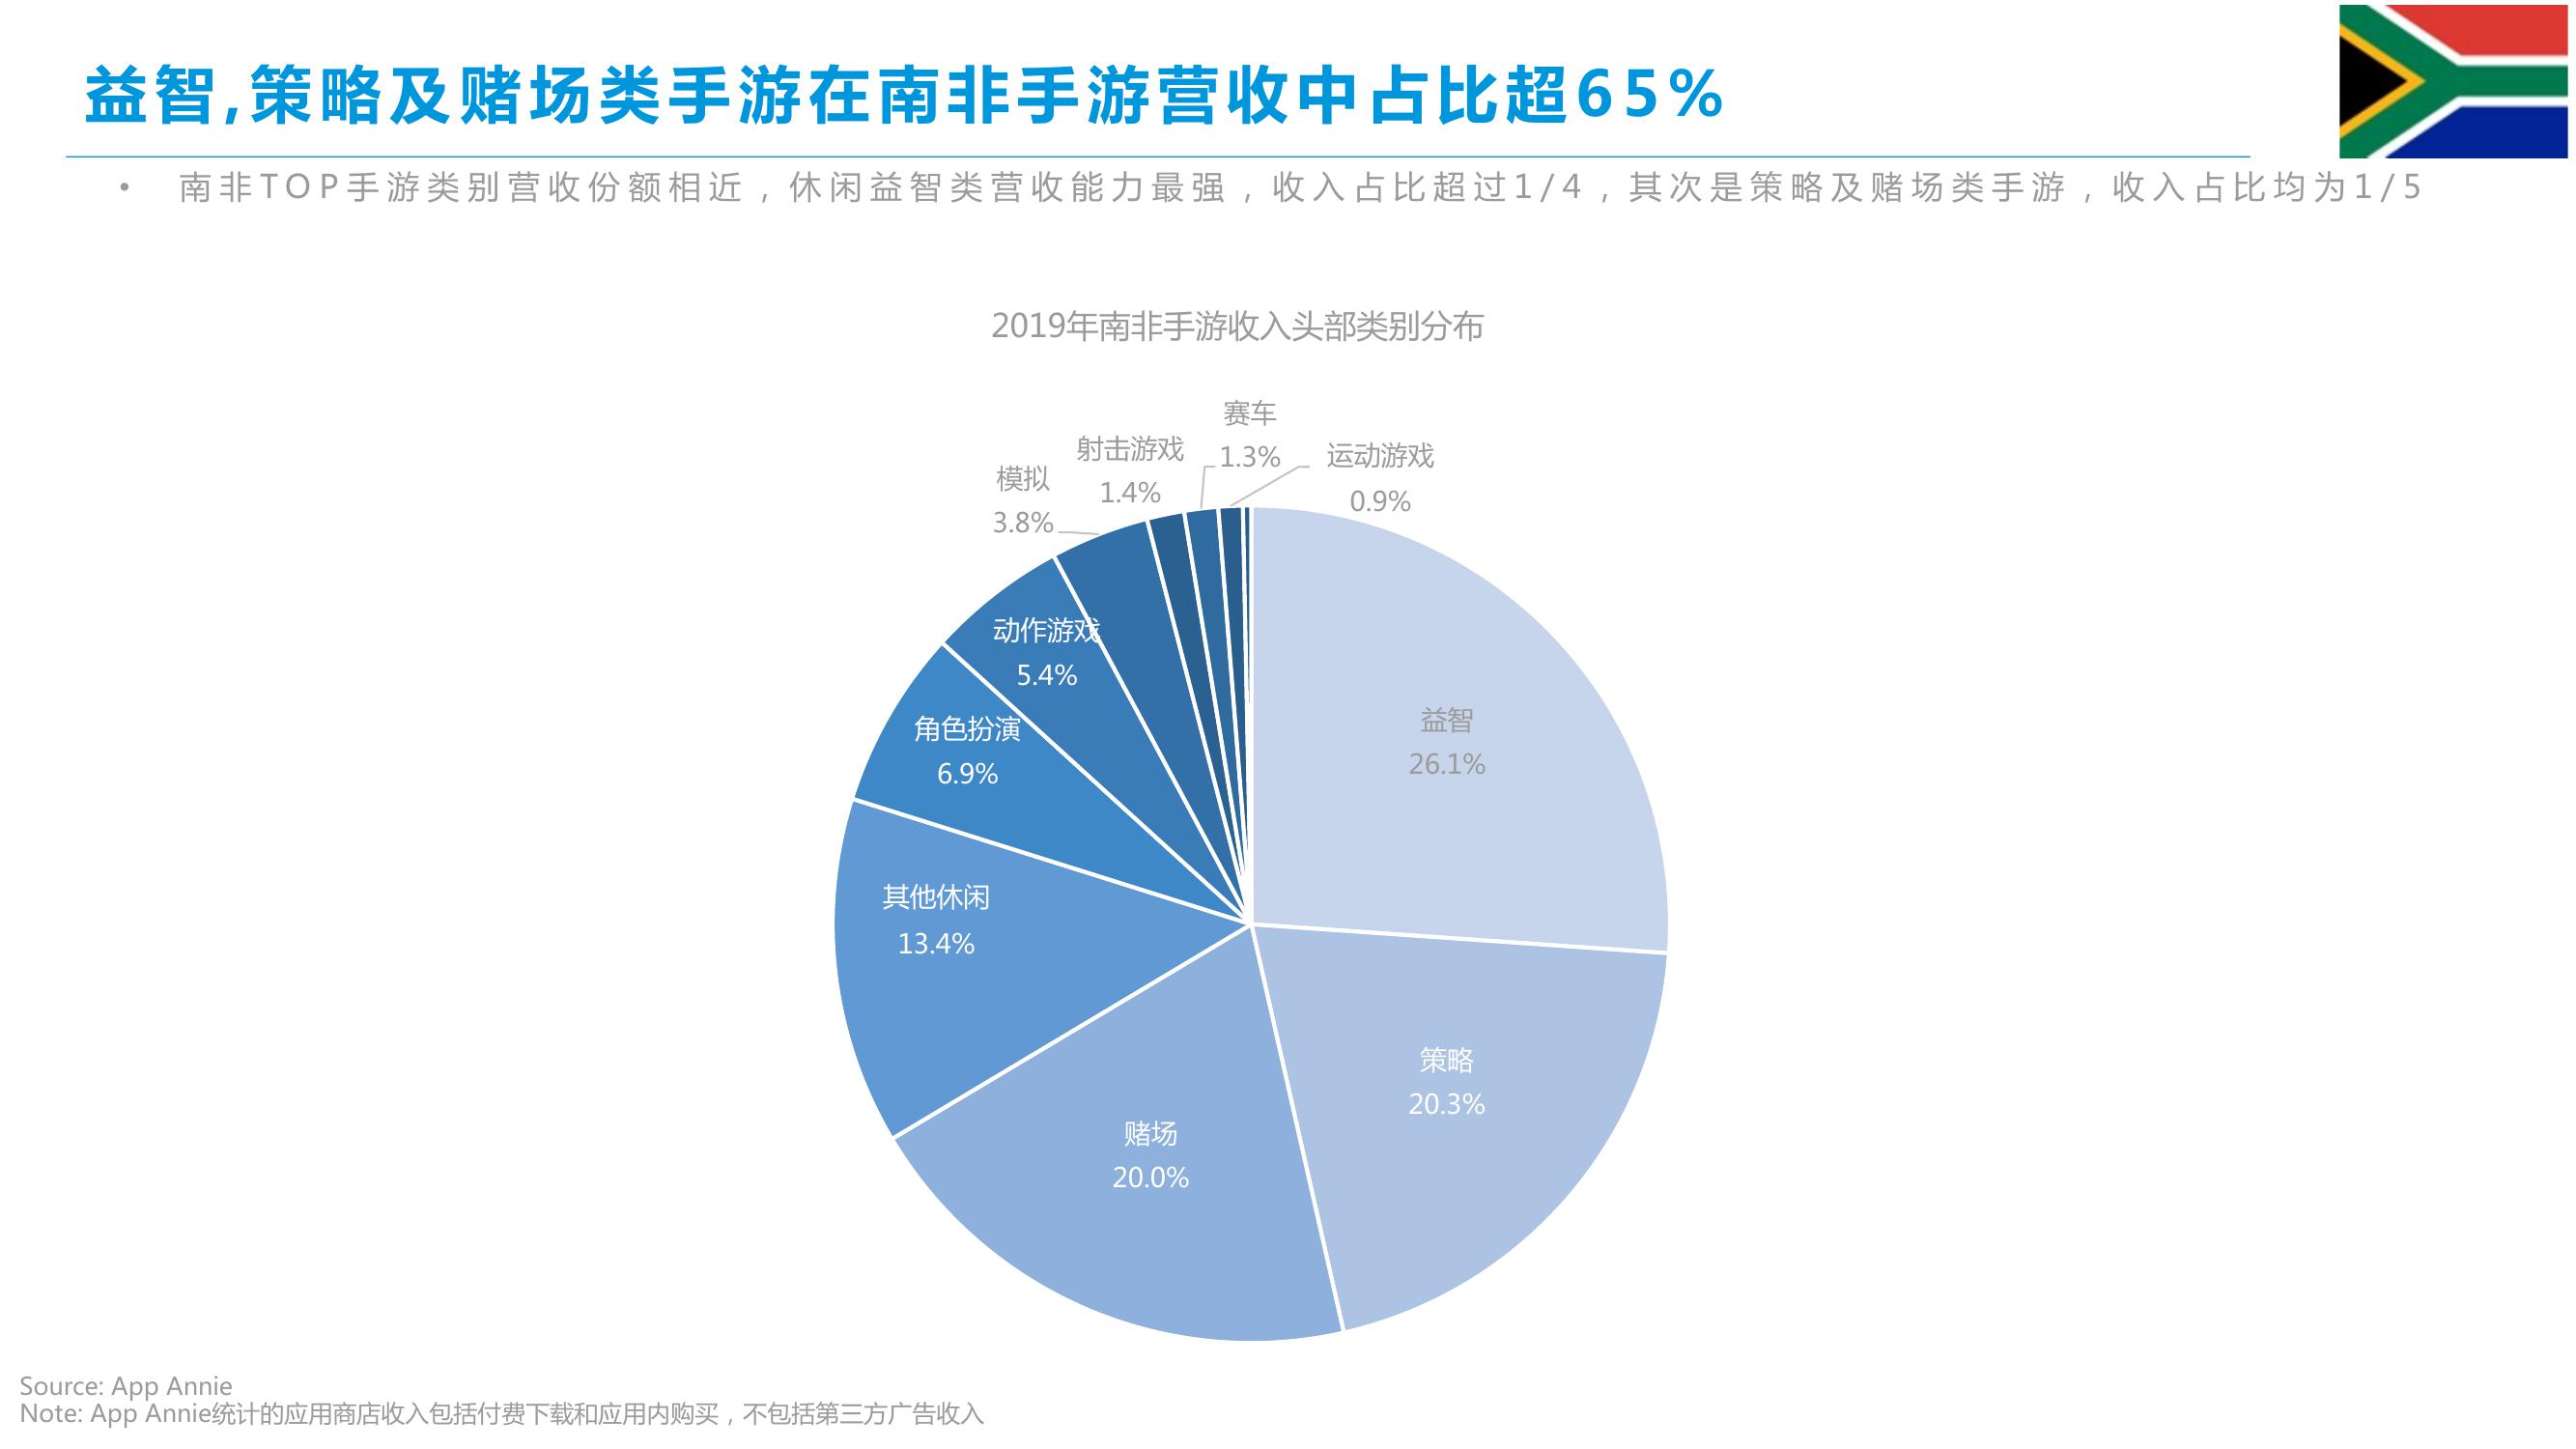 益智,策略及赌场类手游在南非手游营收中占比超65%
• 南非TOP手游类别营收份额相近，休闲益智类营收能力最强，收入占比超过1/4，其次是策略及赌场类手游，收入占比均为1/5
2019年南非手游收入头部类别分布
赛车
1.3%
射击游戏
1.4%
运动游戏
0.9%
模拟
3.8%
动作游戏
5.4%
角色扮演
6.9%
益智
26.1%
其他休闲
13.4%
策略
20.3%
赌场
20.0%
Source: App Annie
Note: App Annie统计的应用商店收入包括付费下载和应用内购买，不包括第三方广告收入